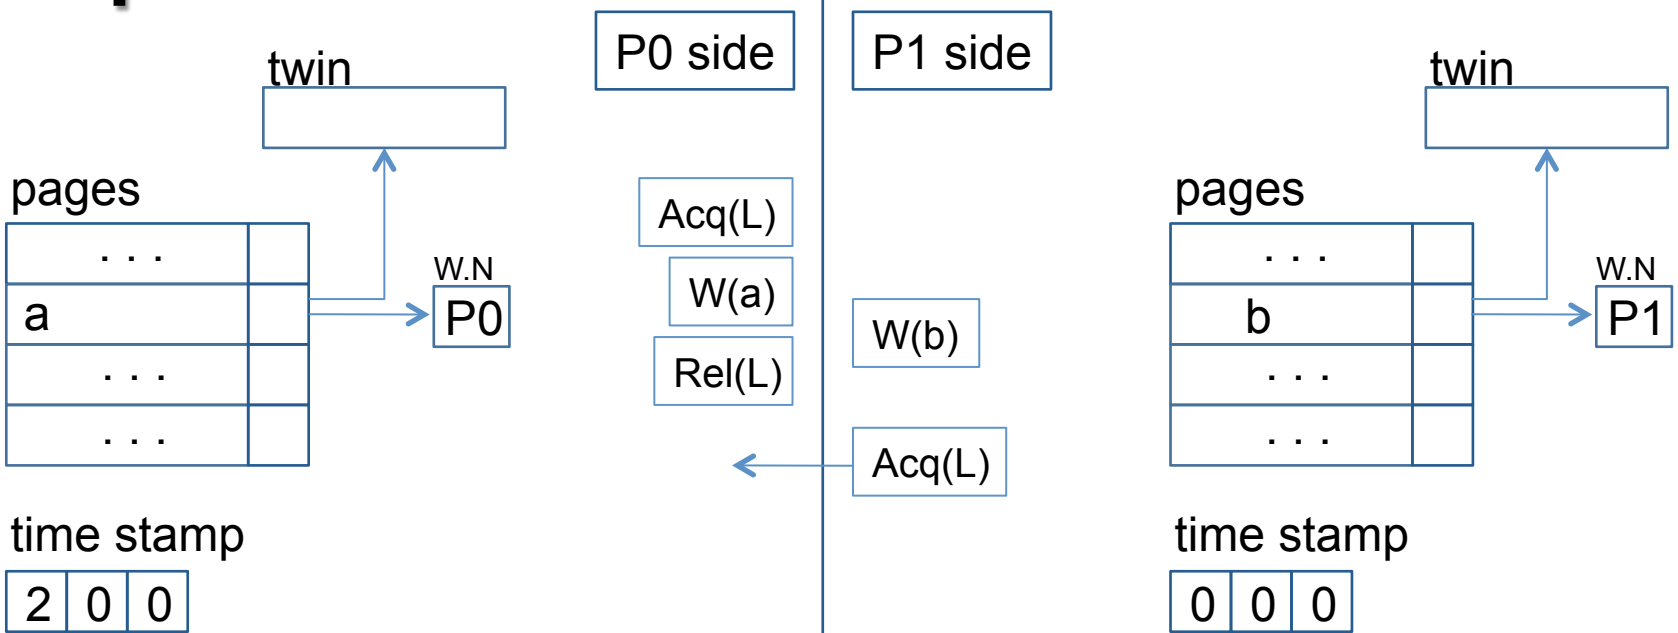 P0 side
P1 side
twin
pages
. . .
a
. . .
. . .
W.N
P0
time stamp
2 0 0
Acq(L)
W(a)
Rel(L)
W(b)
Acq(L)
twin
pages
. . .
b
. . .
. . .
W.N
P1
time stamp
0 0 0